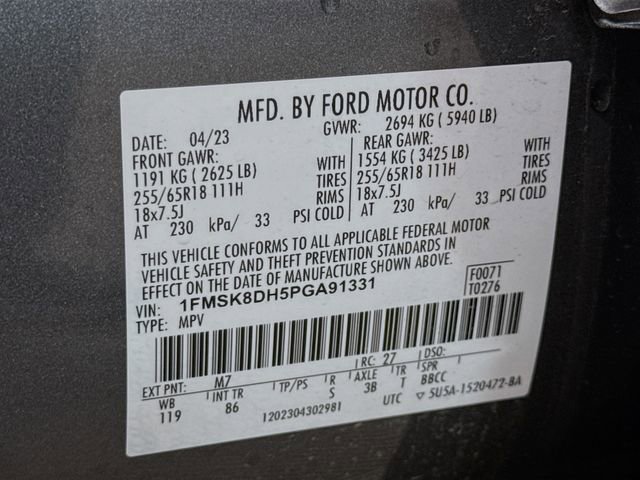 MFD. BY FORD MOTOR CO.
DATE: 04/23 GVWR: 2694 KG ( 5940 LB)
FRONT GAWR: REAR GAWR:
1191 KG ( 2625 LB) WITH 1554 KG ( 3425 LB) WITH
255/65R18 111H TIRES 255/65R18 111H TIRES
18x7.5J RIMS 18x7.5J RIMS
AT 230 kPa/ 33 PSI COLD AT 230 kPa/ 33 PSI COLD
THIS VEHICLE CONFORMS TO ALL APPLICABLE FEDERAL MOTOR
VEHICLE SAFETY AND THEFT PREVENTION STANDARDS IN
EFFECT ON THE DATE OF MANUFACTURE SHOWN ABOVE.
VIN: 1FMSK8DH5PGA91331 F0071
TYPE: MPV T0276
EXT PNT: M7 RC: 27 DSO:
WB INT TR TP/PS R AXLE TR SPR
119 86 S 3B T BBCC
1202304302981 UTC ▽ 5U5A-1520472-BA